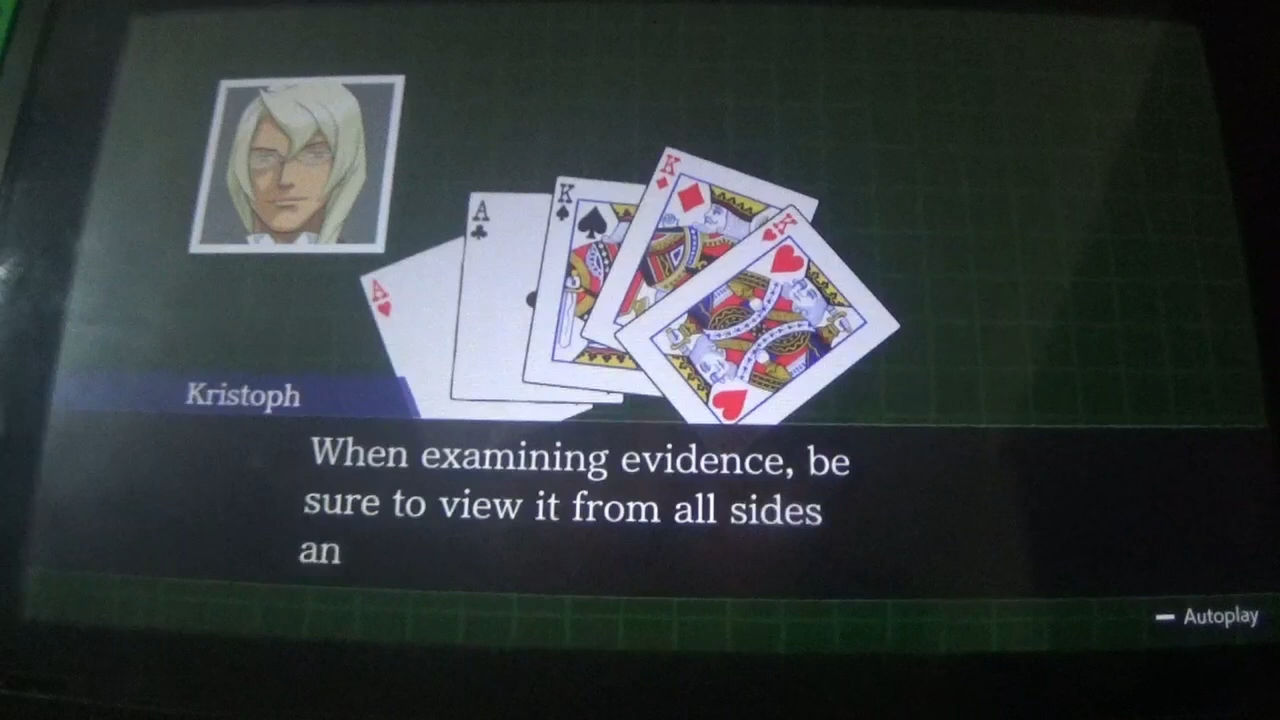 A
A
K
K
K
Kristoph
When examining evidence, be
sure to view it from all sides
an
Autoplay